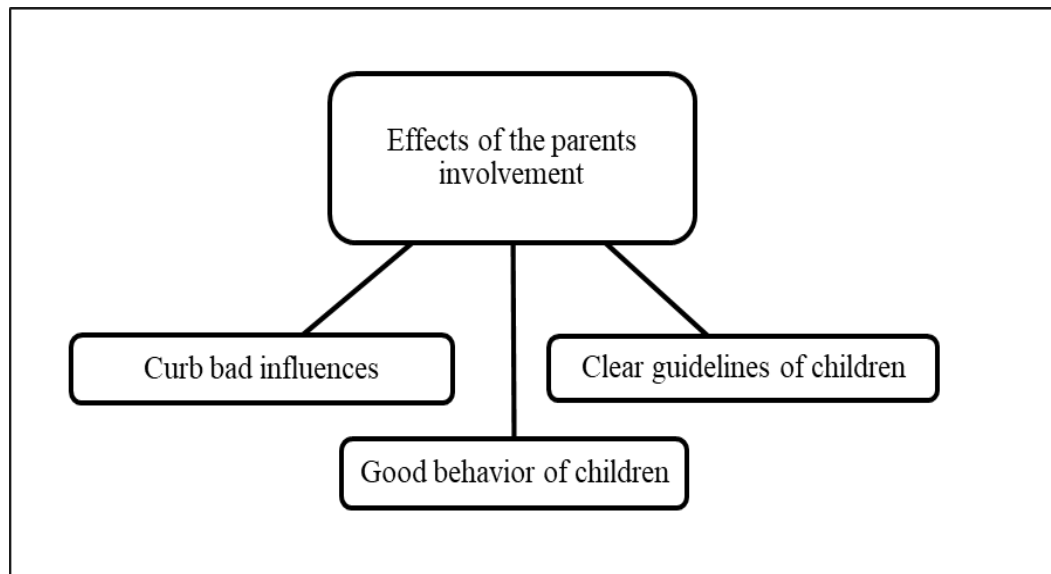 Effects of the parents
involvement
Curb bad influences
Clear guidelines of children
Good behavior of children